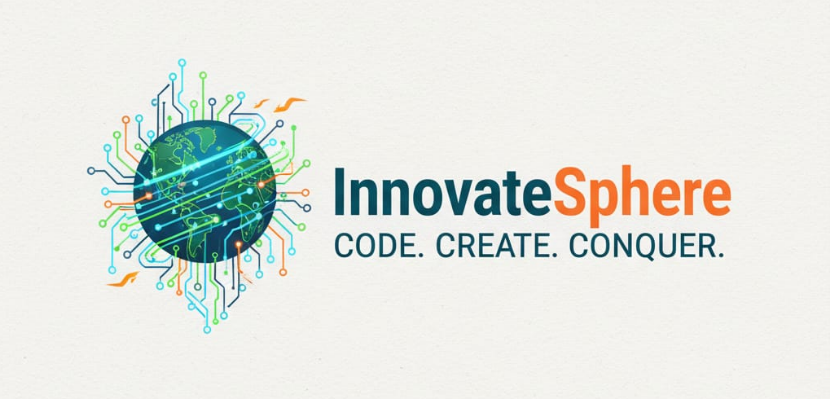 InnovateSphere
CODE. CREATE. CONQUER.